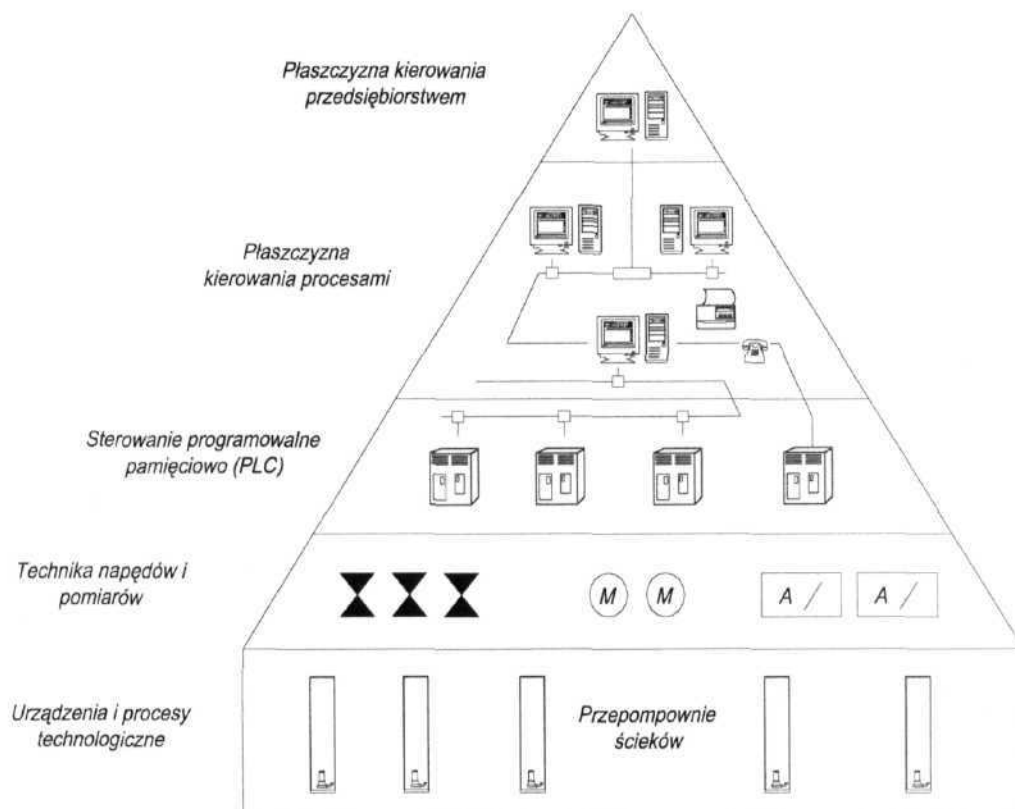 Płaszczyzna kierowania
przedsiębiorstwem
Płaszczyzna
kierowania procesami
Sterowanie programowalne
pamięciowo (PLC)
Technika napędów i
pomiarów
M M A / A /
Urządzenia i procesy
technologiczne
Przepompownie
ścieków